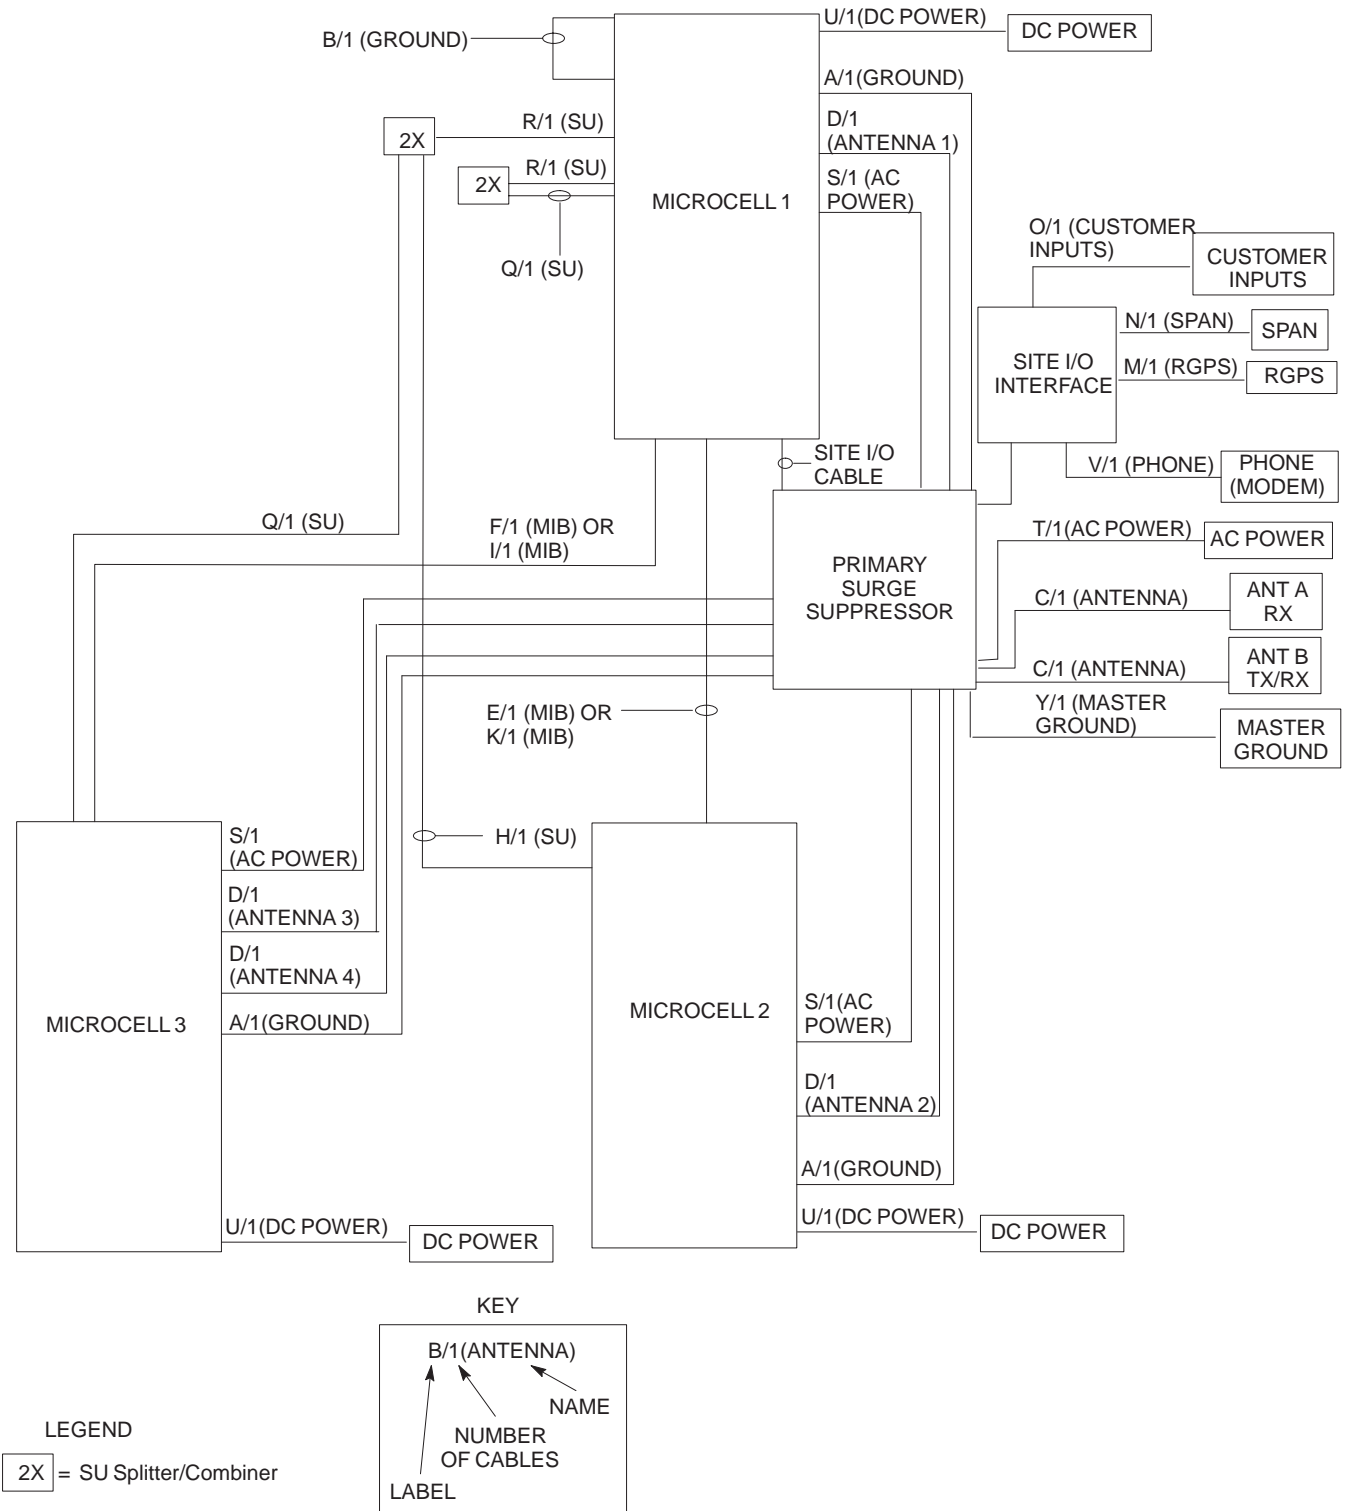 U/1(DC POWER)
DC POWER
B/1 (GROUND)
A/1(GROUND)
D/1
(ANTENNA 1)
R/1 (SU)
2X
R/1 (SU)
2X
S/1 (AC
POWER)
MICROCELL 1
Q/1 (SU)
O/1 (CUSTOMER
INPUTS)
CUSTOMER
INPUTS
N/1 (SPAN)
SPAN
SITE I/O
INTERFACE
M/1 (RGPS)
RGPS
SITE I/O
CABLE
V/1 (PHONE)
PHONE
(MODEM)
Q/1 (SU)
F/1 (MIB) OR
I/1 (MIB)
T/1(AC POWER)
AC POWER
PRIMARY
SURGE
SUPPRESSOR
C/1 (ANTENNA)
ANT A
RX
C/1 (ANTENNA)
ANT B
TX/RX
E/1 (MIB) OR
K/1 (MIB)
Y/1 (MASTER
GROUND)
MASTER
GROUND
S/1
(AC POWER)
H/1 (SU)
D/1
(ANTENNA 3)
D/1
(ANTENNA 4)
MICROCELL 3
A/1(GROUND)
MICROCELL 2
S/1(AC
POWER)
D/1
(ANTENNA 2)
A/1(GROUND)
U/1(DC POWER)
DC POWER
U/1(DC POWER)
DC POWER
KEY
B/1(ANTENNA)
NAME
NUMBER
OF CABLES
LABEL
LEGEND
2X = SU Splitter/Combiner